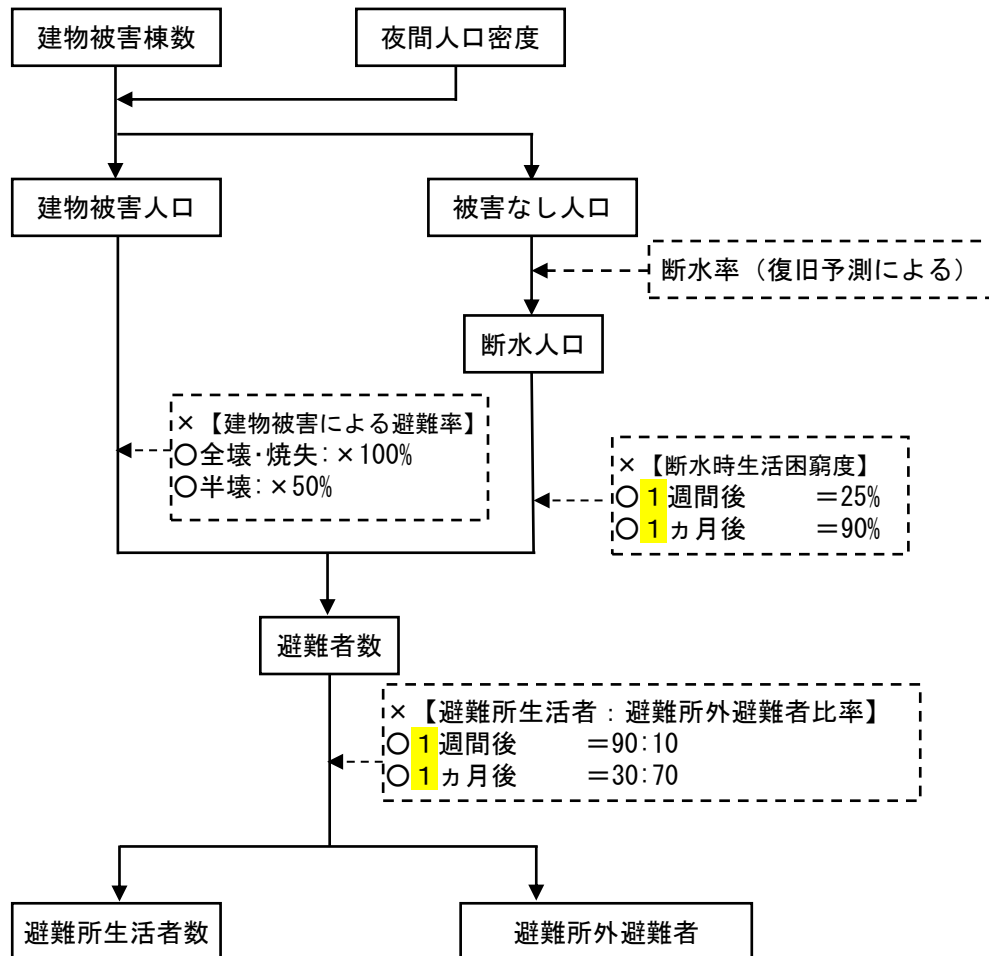 建物被害棟数
夜間人口密度
建物被害人口
被害なし人口
断水率（復旧予測による）
断水人口
×【建物被害による避難率】
○全壊・焼失：×100%
○半壊：×50%
×【断水時生活困窮度】
○１週間後　＝25%
○１ヵ月後　＝90%
避難者数
×【避難所生活者：避難所外避難者比率】
○１週間後　＝90:10
○１ヵ月後　＝30:70
避難所生活者数
避難所外避難者